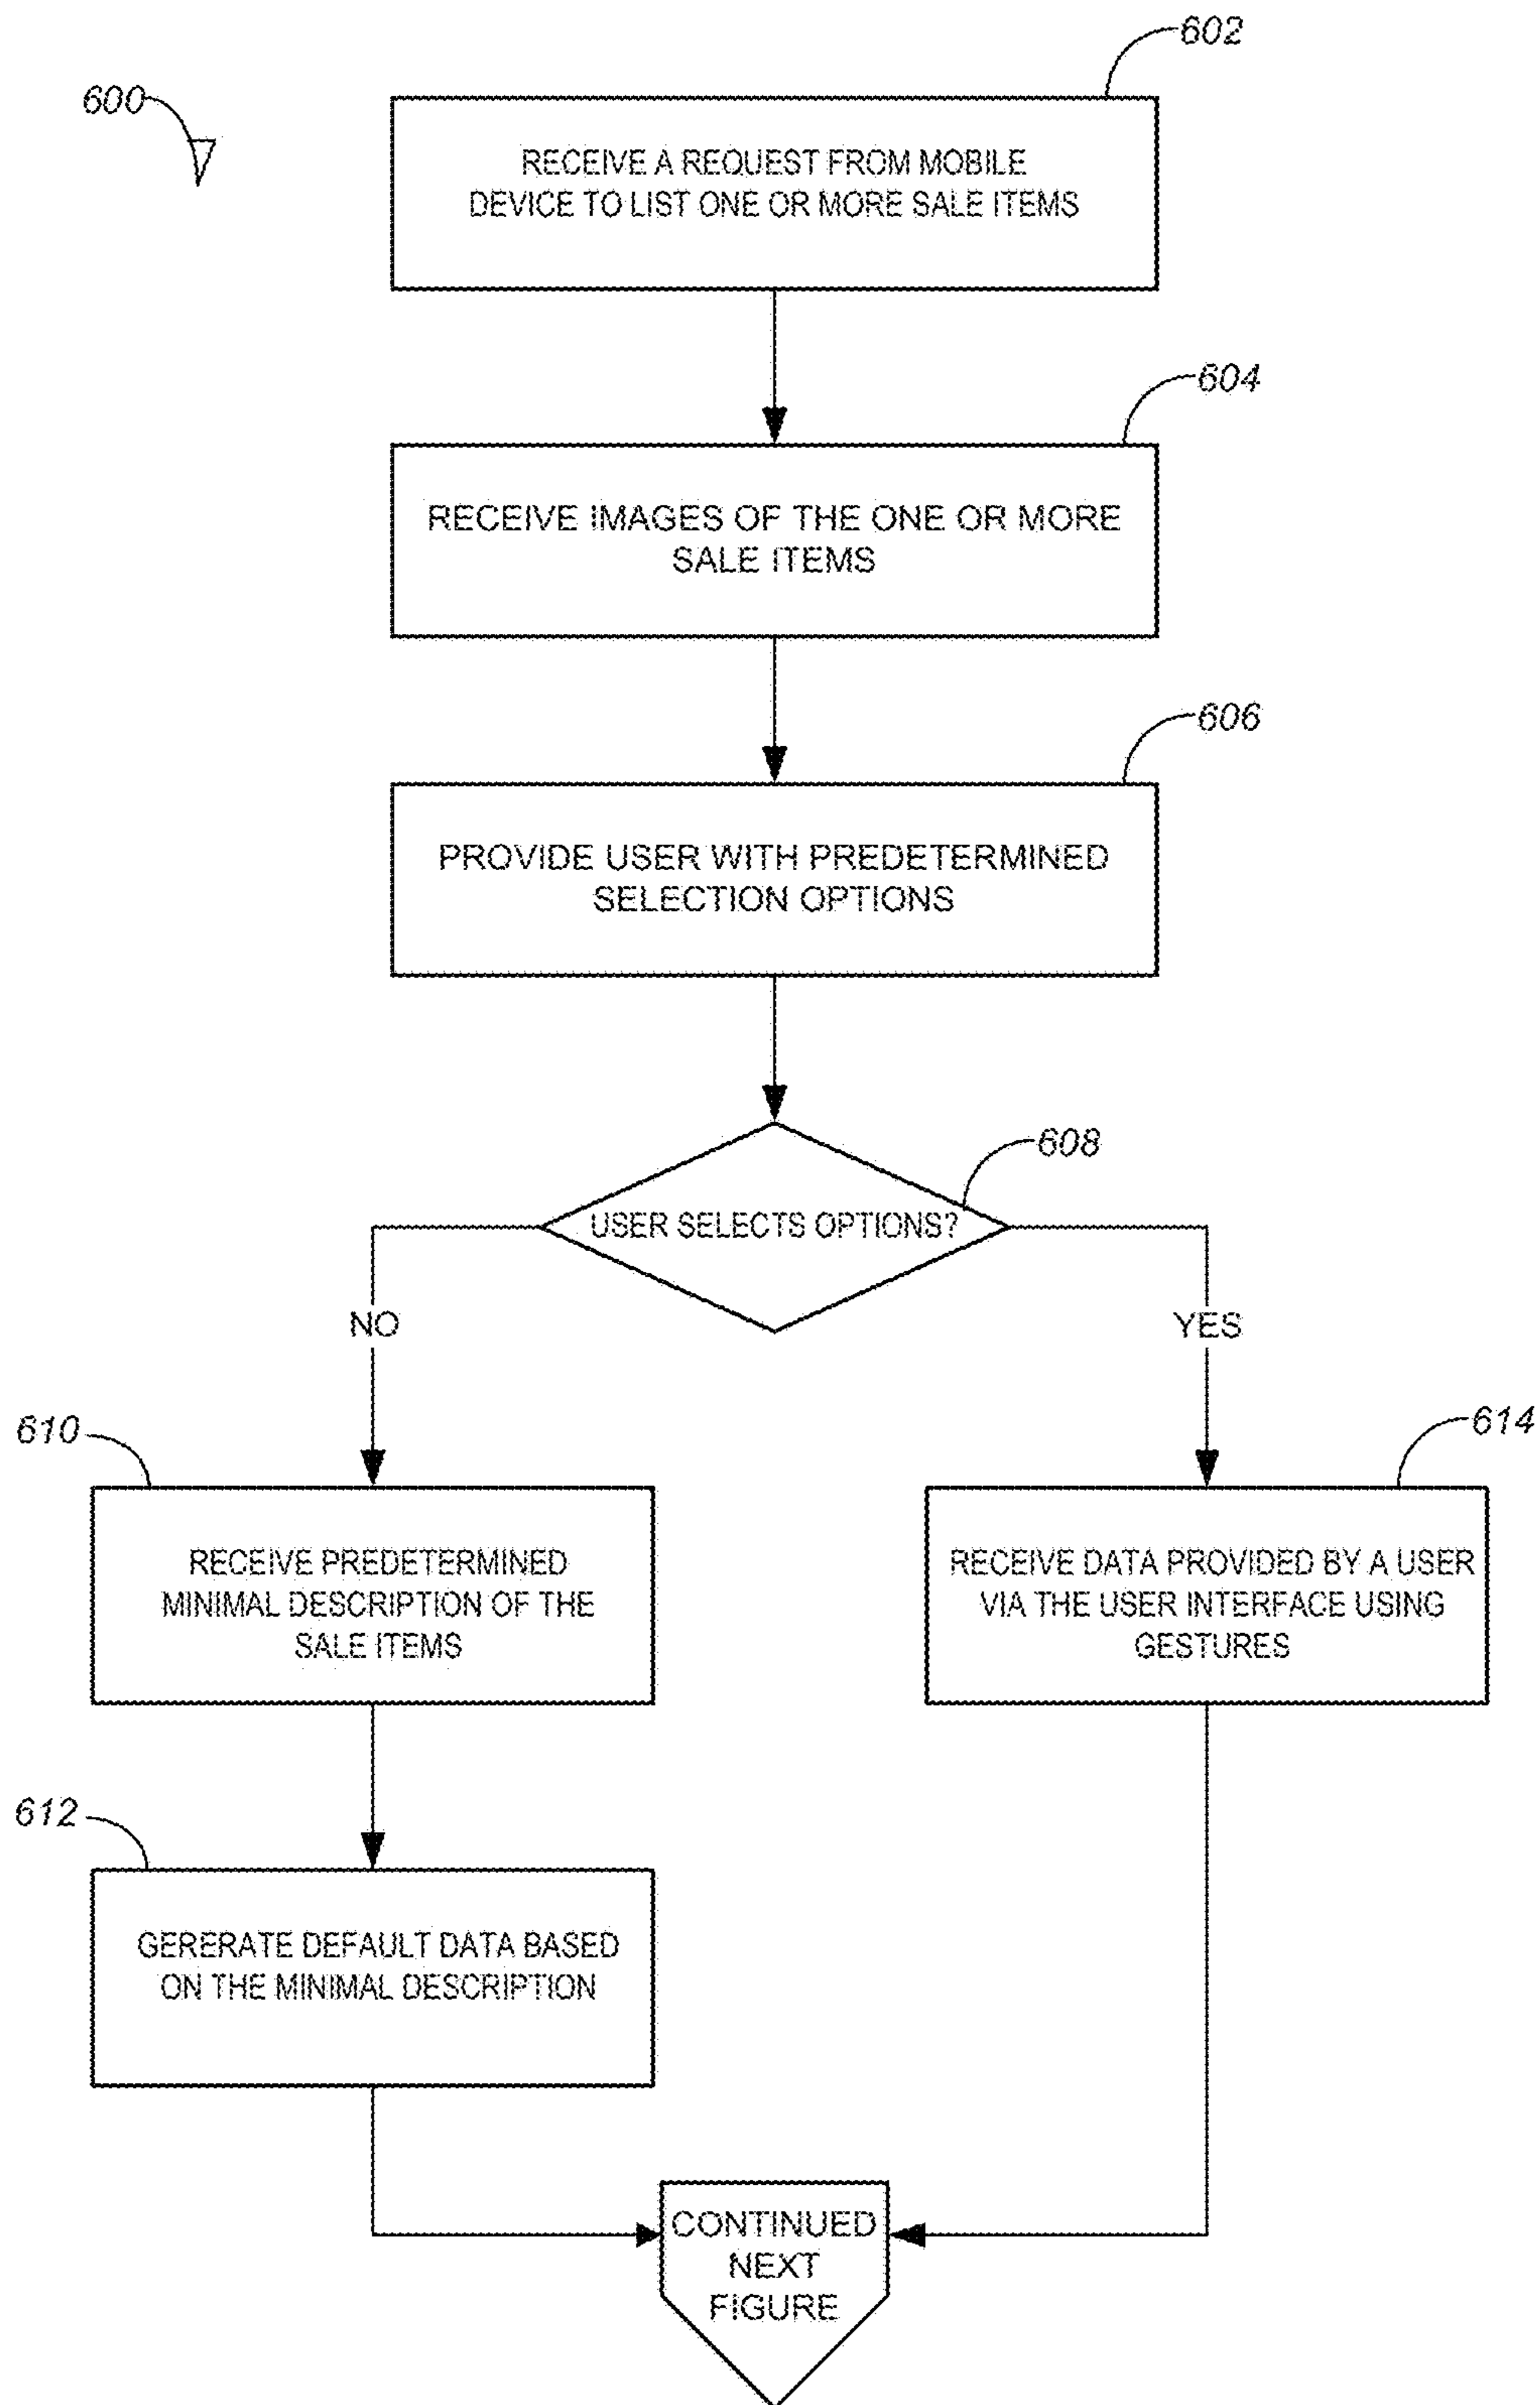 602
600
RECEIVE A REQUEST FROM MOBILE
DEVICE TO LIST ONE OR MORE SALE ITEMS
604
RECEIVE IMAGES OF THE ONE OR MORE
SALE ITEMS
606
PROVIDE USER WITH PREDETERMINED
SELECTION OPTIONS
608
USER SELECTS OPTIONS?
NO
YES
610
614
RECEIVE PREDETERMINED
MINIMAL DESCRIPTION OF THE
SALE ITEMS
RECEIVE DATA PROVIDED BY A USER
VIA THE USER INTERFACE USING
GESTURES
612
GERERATE DEFAULT DATA BASED
ON THE MINIMAL DESCRIPTION
CONTINUED
NEXT
FIGURE